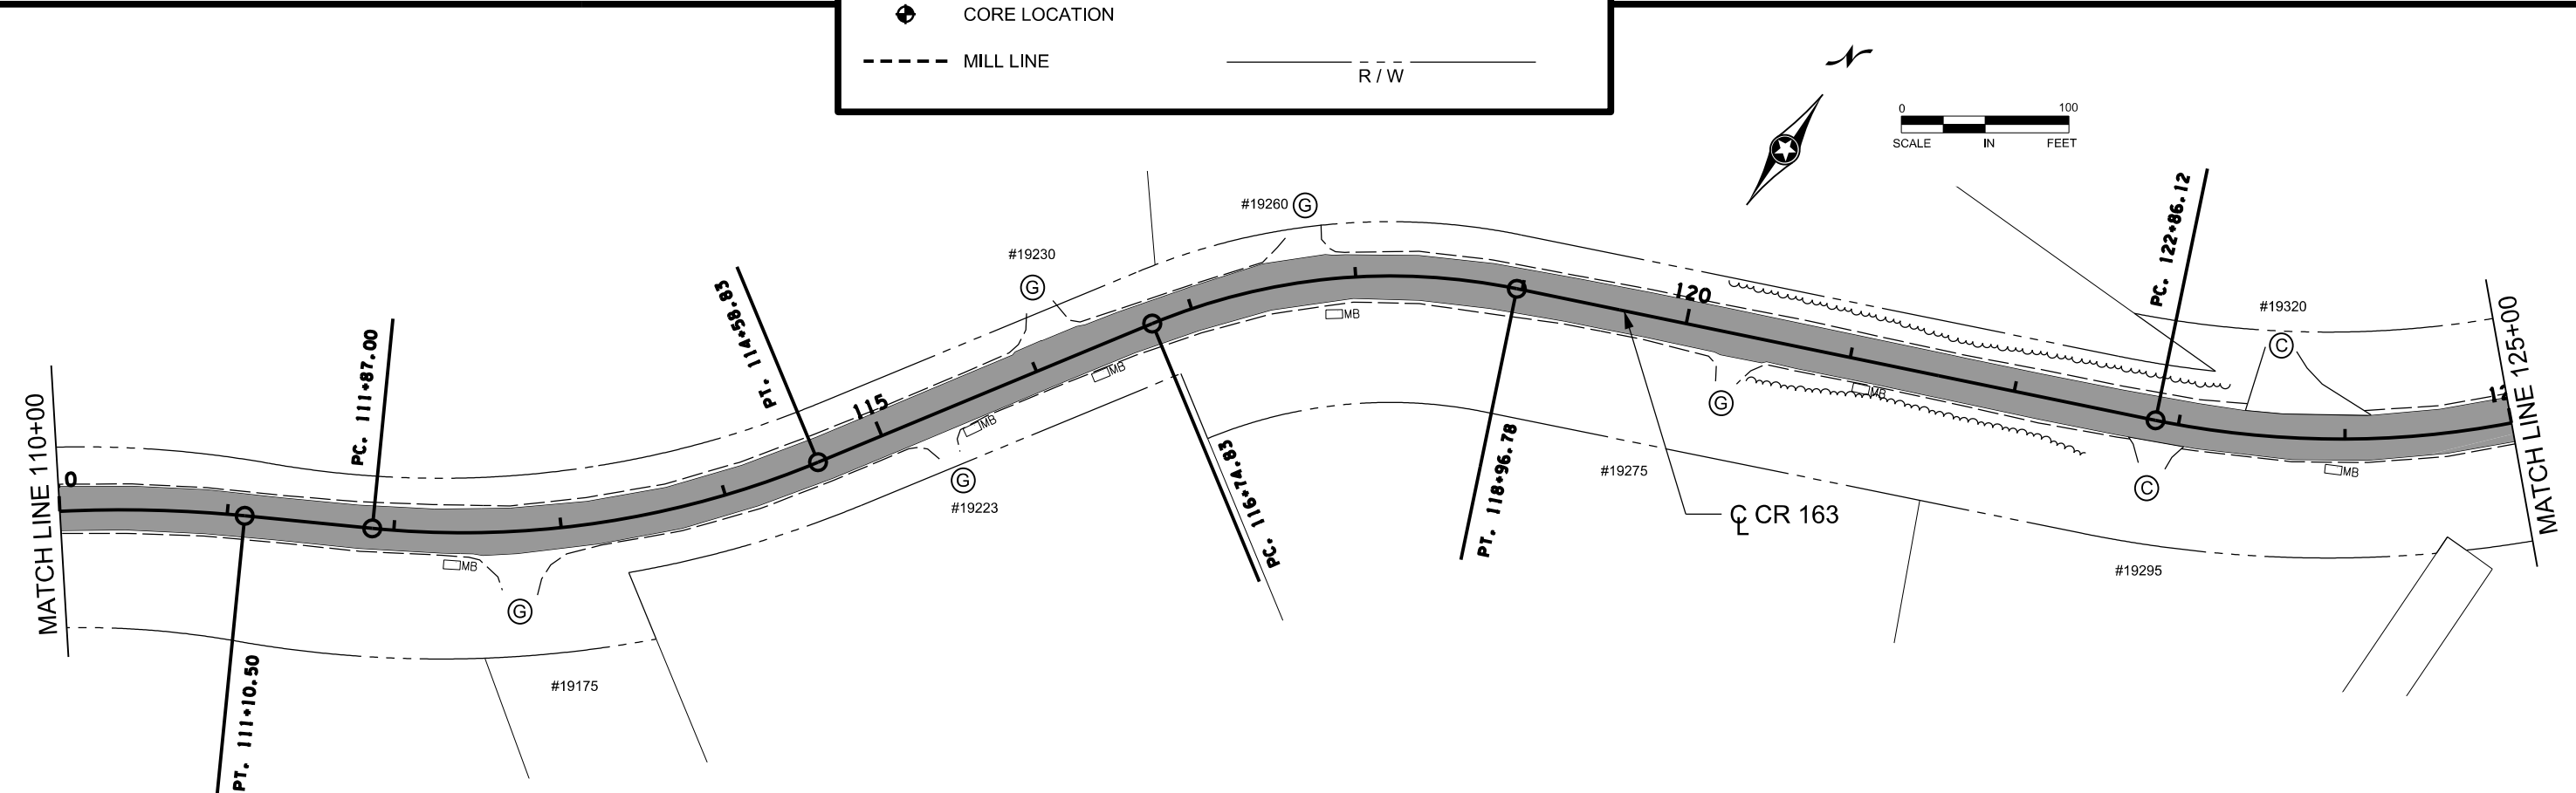 CORE LOCATION
MILL LINE
R / W
N
0 100
SCALE IN FEET
#19260 G
#19230
G
PC. 122+86.12
#19320
C
PT. 114+58.83
PC. 111+87.00
MB
120
MATCH LINE 125+00
MATCH LINE 110+00
0
115
MB
MB
MB
G
12
G
#19223
PC. 116+74.83
PT. 118+96.78
#19275
C
MB
℄ CR 163
MB
G
#19295
#19175
PT. 111+10.50